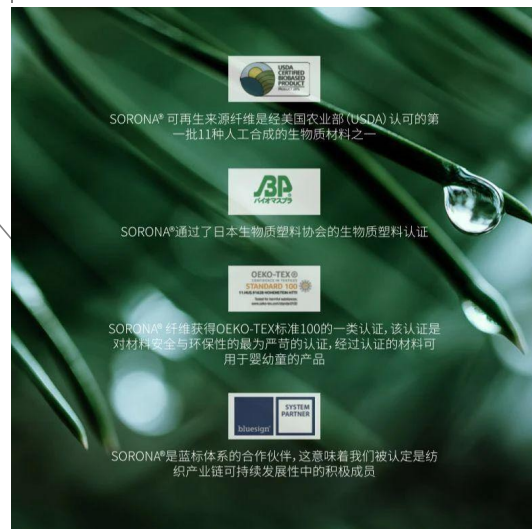 USDA
CERTIFIED
BIOBASED
PRODUCT
SORONA® 可再生来源纤维是经美国农业部(USDA)认可的第
一批11种人工合成的生物质材料之一
BP
バイオマスプラ
SORONA®通过了日本生物质塑料协会的生物质塑料认证
OEKO-TEX®
CONFIDENCE IN TEXTILES
STANDARD 100
SORONA® 纤维获得OEKO-TEX标准100的一类认证,该认证是
对材料安全与环保性的最为严苛的认证,经过认证的材料可
用于婴幼童的产品
bluesign®
SYSTEM
PARTNER
SORONA®是蓝标体系的合作伙伴,这意味着我们被认定是纺
织产业链可持续发展性中的积极成员